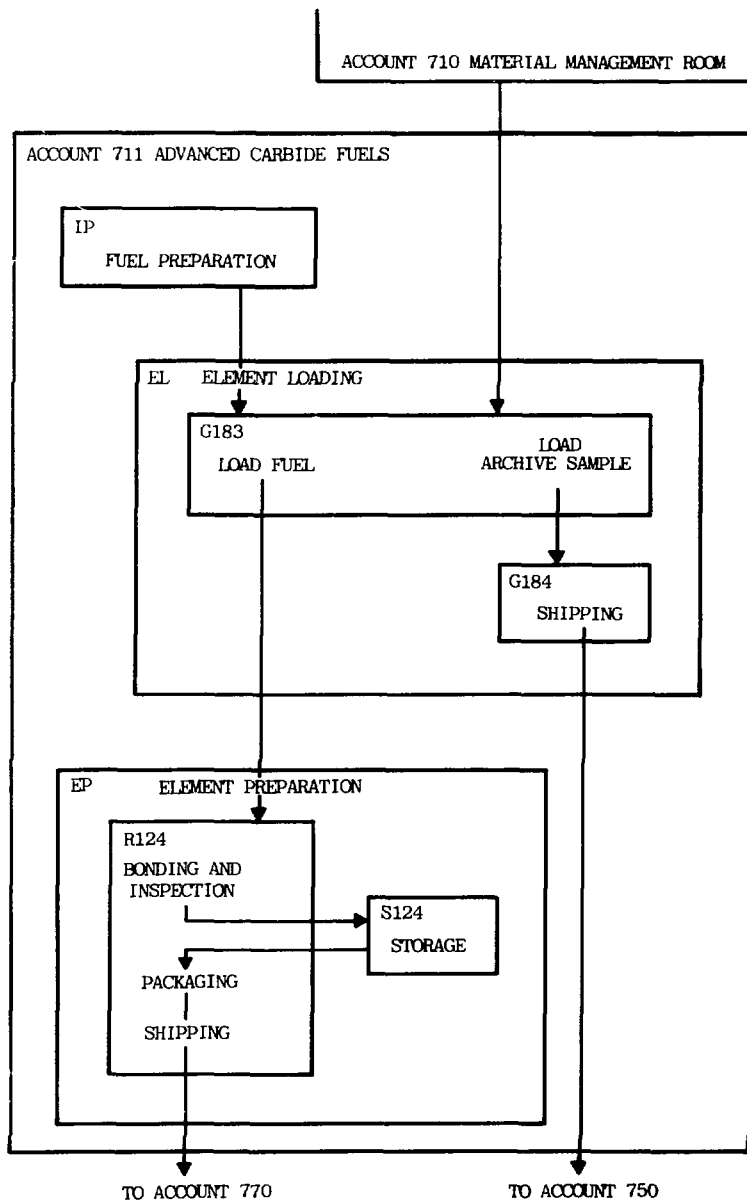 ACCOUNT 710 MATERIAL MANAGEMENT ROOM
ACCOUNT 711 ADVANCED CARBIDE FUELS
IP
FUEL PREPARATION
EL ELEMENT LOADING
G183
LOAD FUEL
LOAD
ARCHIVE SAMPLE
G184
SHIPPING
EP ELEMENT PREPARATION
R124
BONDING AND
INSPECTION
S124
STORAGE
PACKAGING
SHIPPING
TO ACCOUNT 770
TO ACCOUNT 750